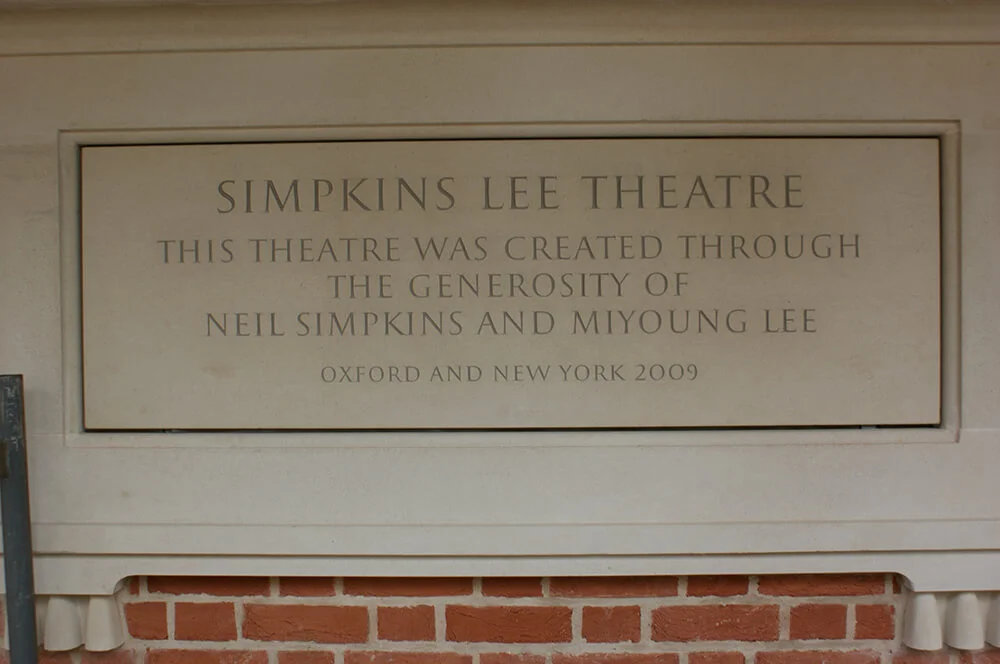 SIMPKINS LEE THEATRE
THIS THEATRE WAS CREATED THROUGH
THE GENEROSITY OF
NEIL SIMPKINS AND MIYOUNG LEE
OXFORD AND NEW YORK 2009